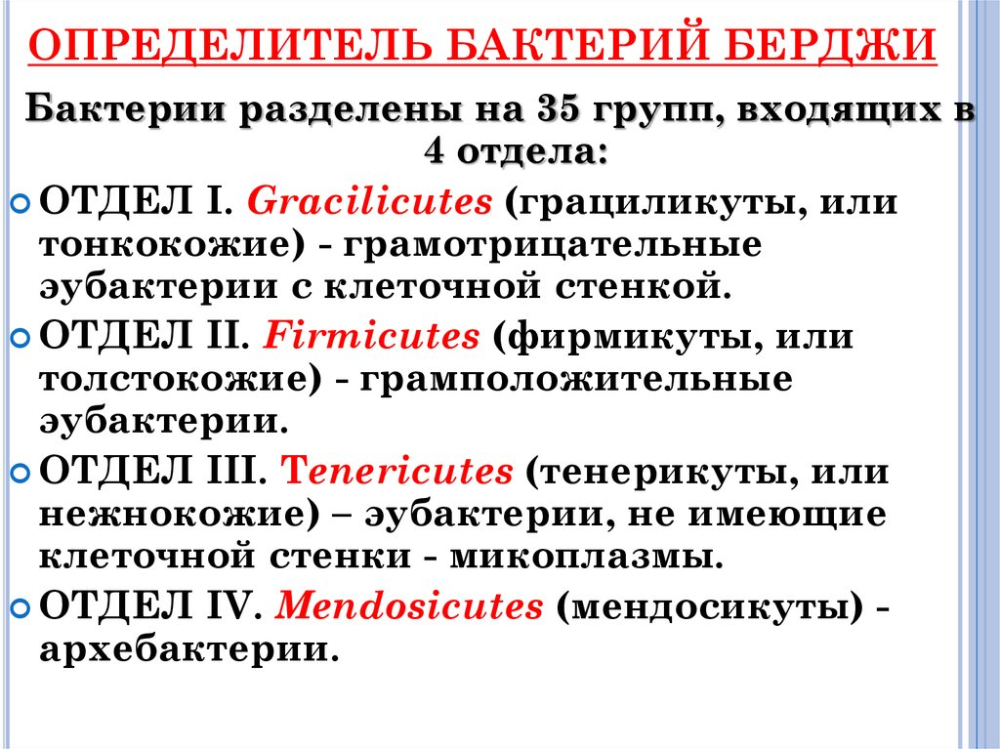 ОПРЕДЕЛИТЕЛЬ БАКТЕРИЙ БЕРДЖИ
Бактерии разделены на 35 групп, входящих в
4 отдела:
ОТДЕЛ I. Gracilicutes (грациликуты, или
тонкокожие) - грамотрицательные
эубактерии с клеточной стенкой.
ОТДЕЛ II. Firmicutes (фирмикуты, или
толстокожие) - грамположительные
эубактерии.
ОТДЕЛ III. Tenericutes (тенерикуты, или
нежнокожие) – эубактерии, не имеющие
клеточной стенки - микоплазмы.
ОТДЕЛ IV. Mendosicutes (мендосикуты) -
архебактерии.